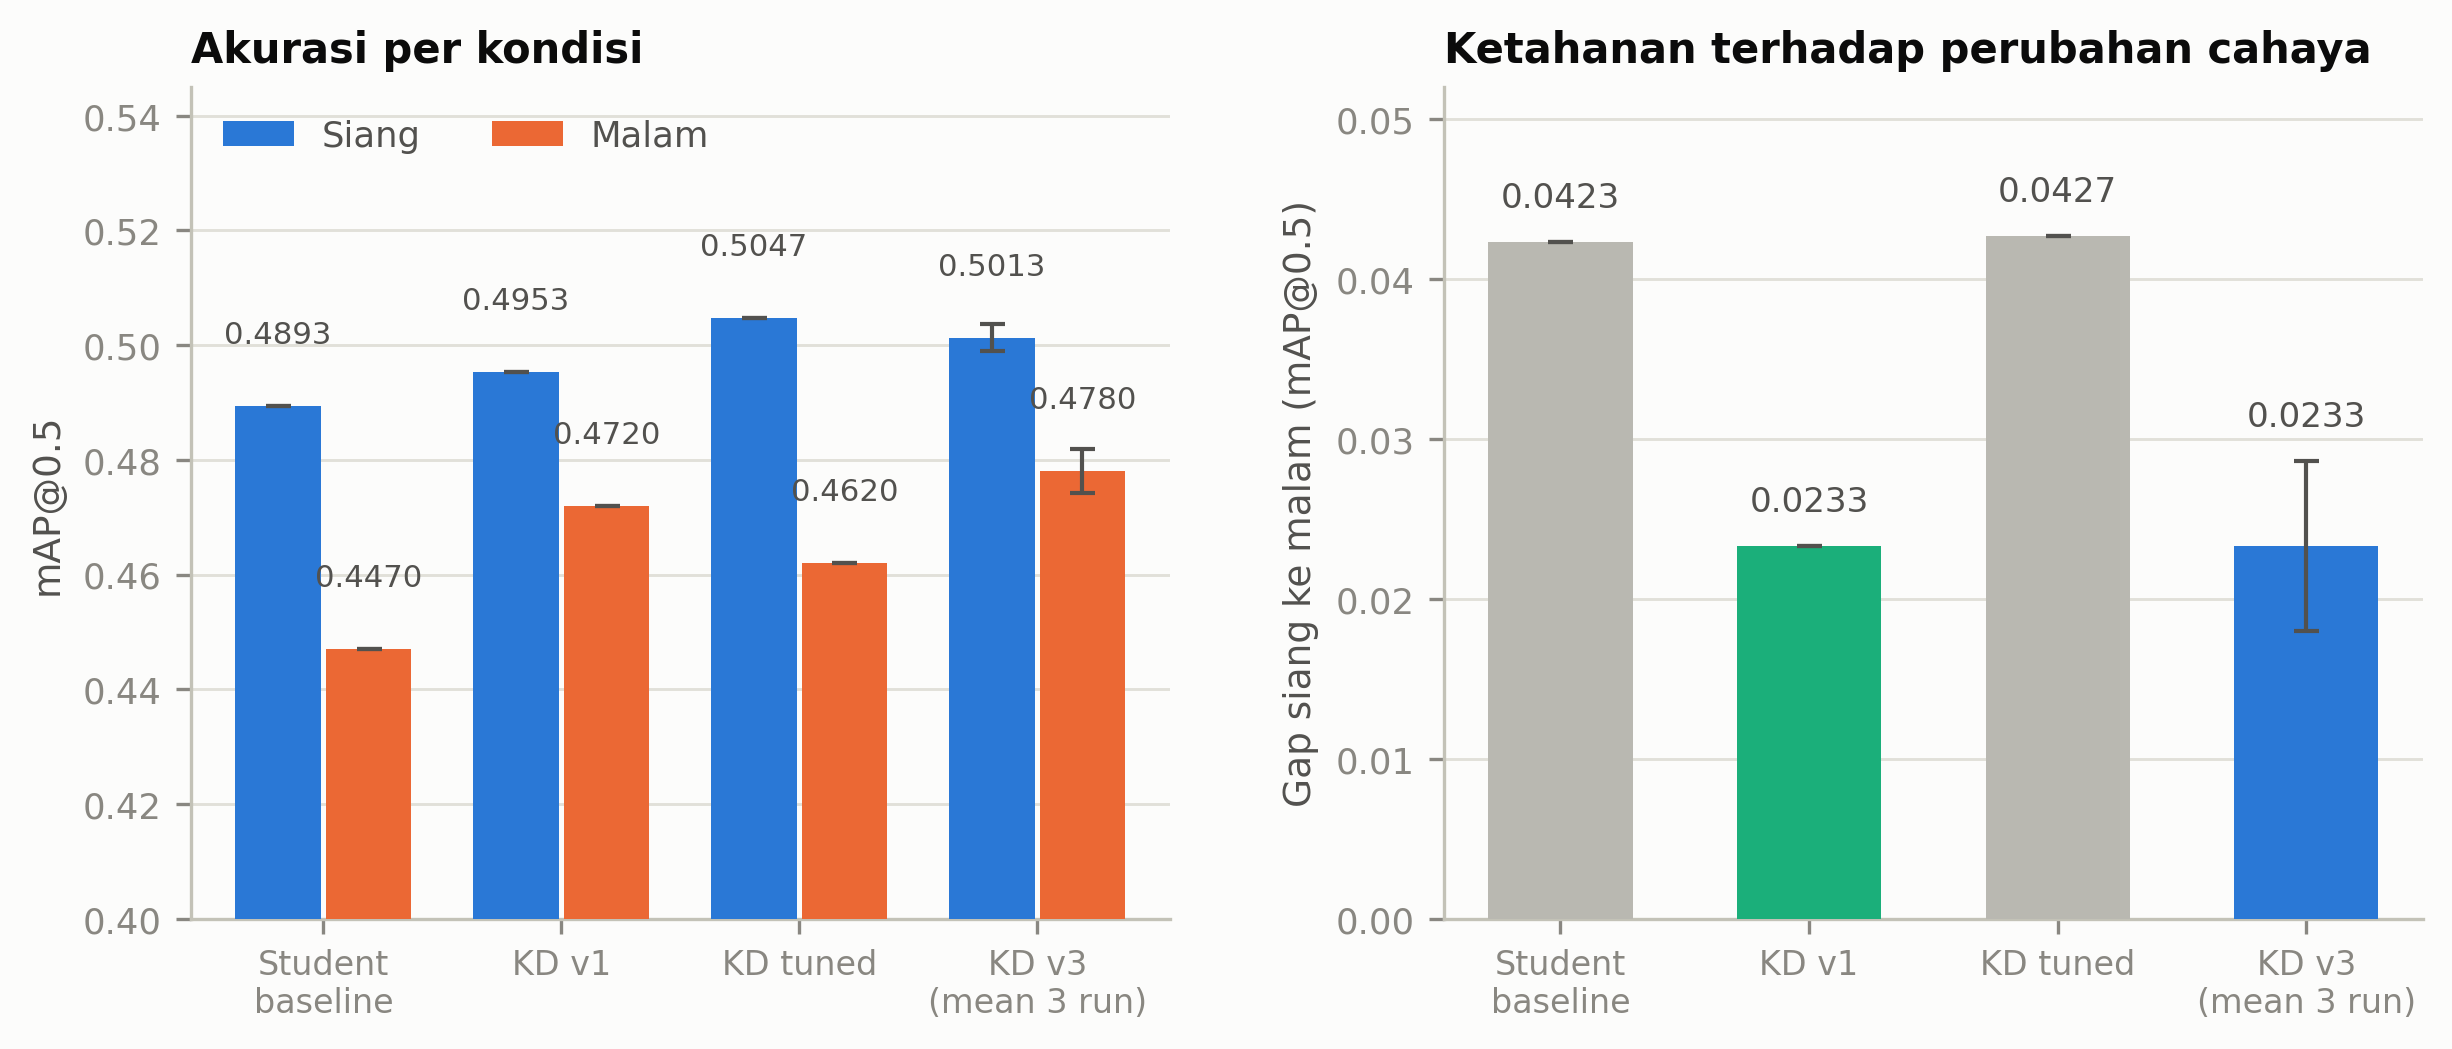 Akurasi per kondisi
Siang
Malam
mAP@0.5
0.54
0.52
0.50
0.48
0.46
0.44
0.42
0.40
0.4893
0.4470
0.4953
0.4720
0.5047
0.4620
0.5013
0.4780
Student
baseline
KD v1
KD tuned
KD v3
(mean 3 run)
Ketahanan terhadap perubahan cahaya
Gap siang ke malam (mAP@0.5)
0.05
0.04
0.03
0.02
0.01
0.00
0.0423
0.0233
0.0427
0.0233
Student
baseline
KD v1
KD tuned
KD v3
(mean 3 run)